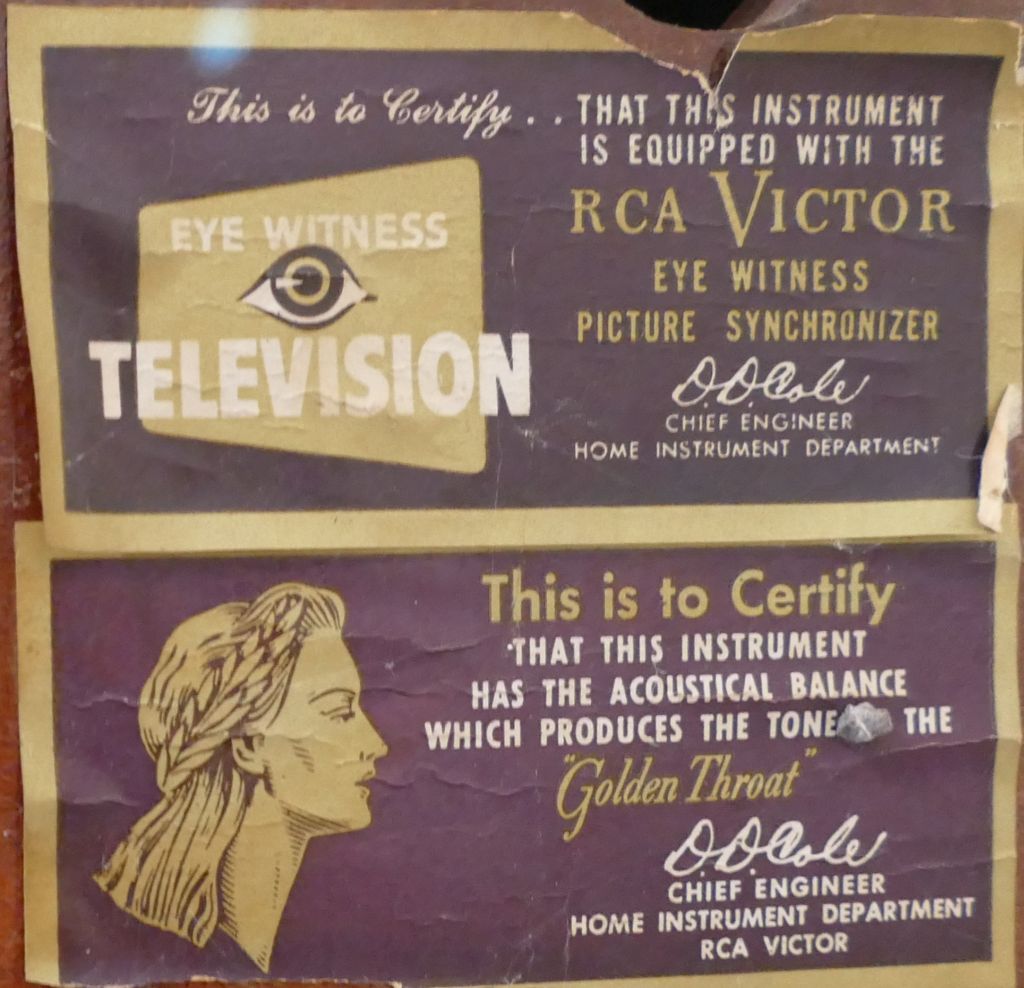 This is to Certify . . THAT THIS INSTRUMENT
IS EQUIPPED WITH THE
RCA VICTOR
EYE WITNESS
PICTURE SYNCHRONIZER
D.D. Cole
CHIEF ENGINEER
HOME INSTRUMENT DEPARTMENT
EYE WITNESS
TELEVISION
This is to Certify
THAT THIS INSTRUMENT
HAS THE ACOUSTICAL BALANCE
WHICH PRODUCES THE TONE THE
"Golden Throat"
D.D. Cole
CHIEF ENGINEER
HOME INSTRUMENT DEPARTMENT
RCA VICTOR